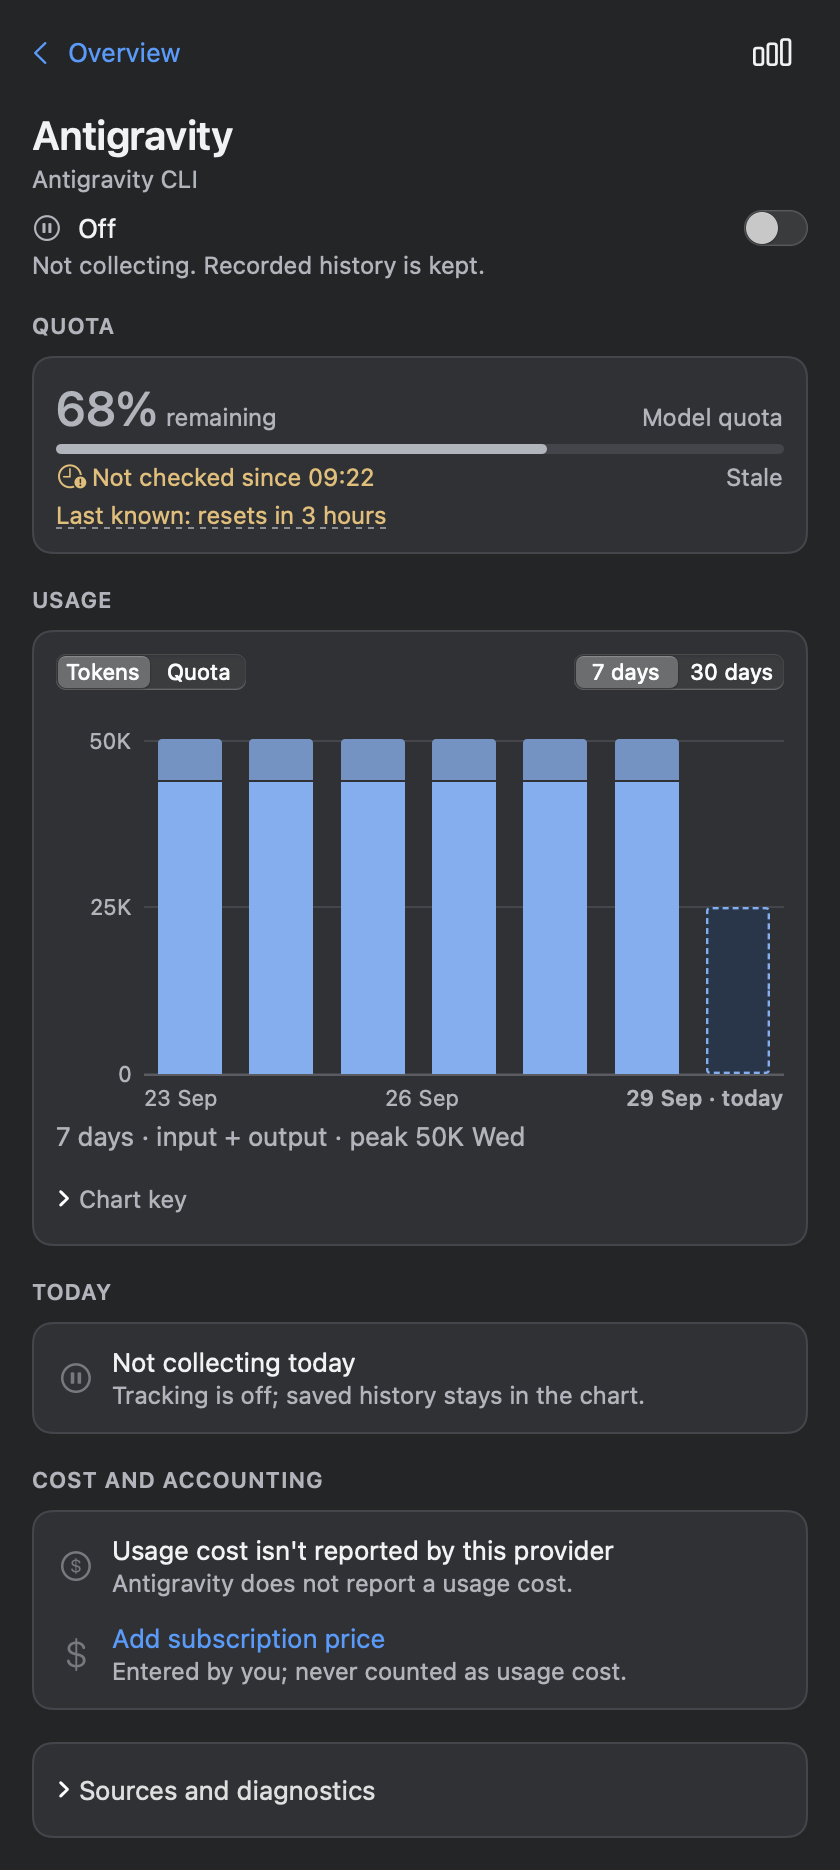 Overview
Antigravity
Antigravity CLI
Off
Not collecting. Recorded history is kept.
QUOTA
68% remaining
Model quota
Not checked since 09:22
Stale
Last known: resets in 3 hours
USAGE
Tokens
Quota
7 days
30 days
50K
25K
0
23 Sep
26 Sep
29 Sep · today
7 days · input + output · peak 50K Wed
Chart key
TODAY
Not collecting today
Tracking is off; saved history stays in the chart.
COST AND ACCOUNTING
Usage cost isn't reported by this provider
Antigravity does not report a usage cost.
Add subscription price
Entered by you; never counted as usage cost.
Sources and diagnostics